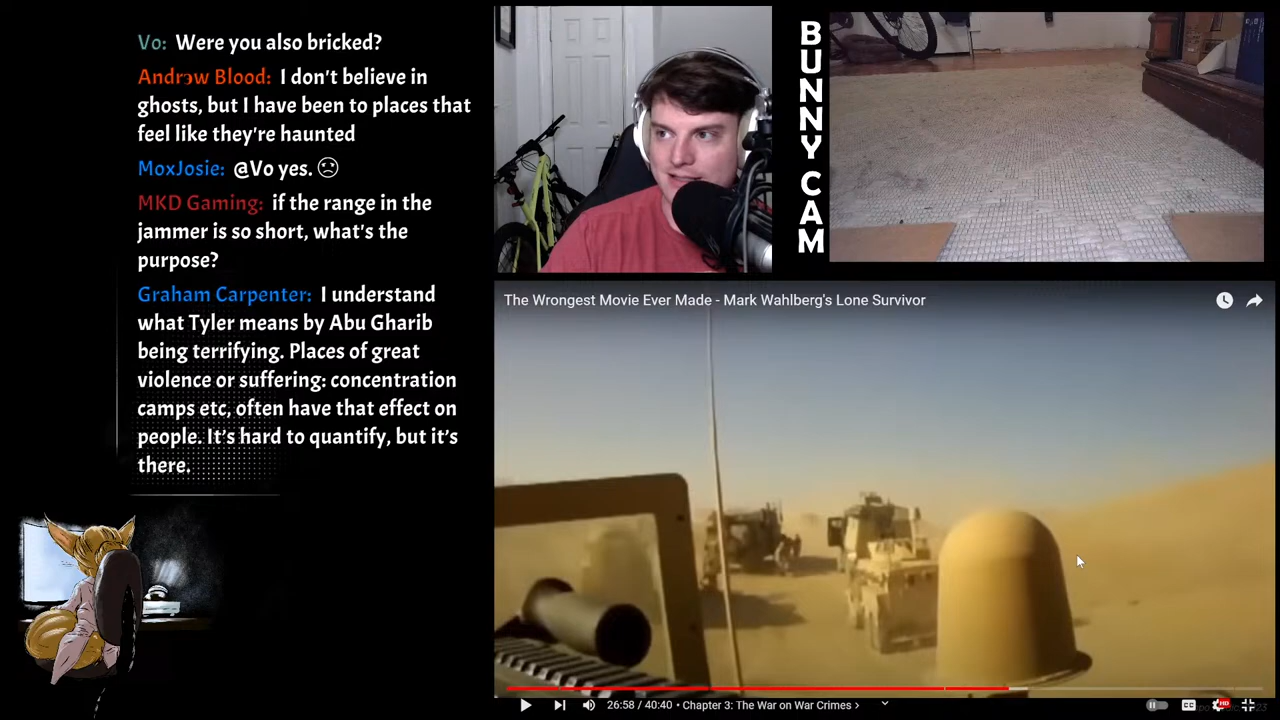 Vo: Were you also bricked?
Andrew Blood: I don't believe in
ghosts, but I have been to places that
feel like they're haunted
MoxJosie: @Vo yes. ☹
MKD Gaming: if the range in the
jammer is so short, what's the
purpose?
Graham Carpenter: I understand
what Tyler means by Abu Gharib
being terrifying. Places of great
violence or suffering: concentration
camps etc, often have that effect on
people. It's hard to quantify, but it's
there.
BUNNY CAM
The Wrongest Movie Ever Made - Mark Wahlberg's Lone Survivor
26:58 / 40:40 • Chapter 3: The War on War Crimes ›
CC
HD